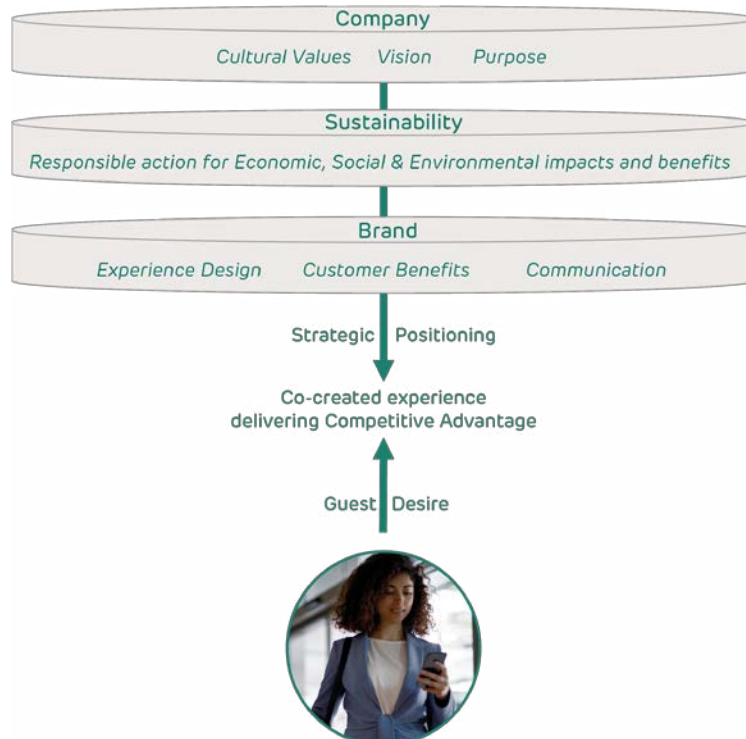 Company
Cultural Values Vision Purpose
Sustainability
Responsible action for Economic, Social & Environmental impacts and benefits
Brand
Experience Design Customer Benefits Communication
Strategic Positioning
Co-created experience
delivering Competitive Advantage
Guest Desire